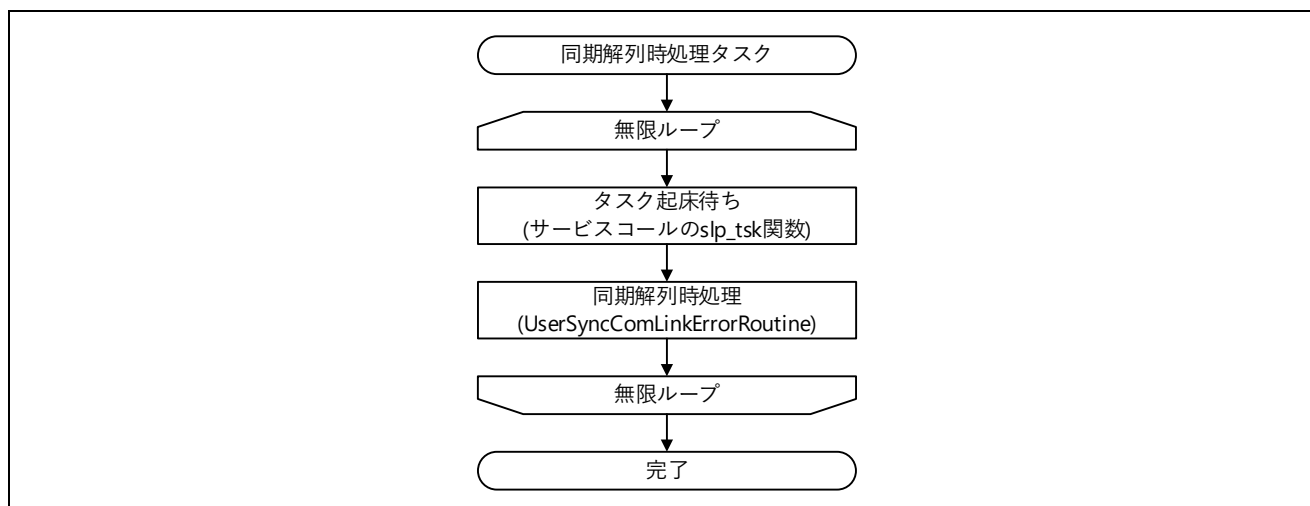 同期解列時処理タスク
無限ループ
タスク起床待ち
(サービスコールのslp_tsk関数)
同期解列時処理
(UserSyncComLinkErrorRoutine)
無限ループ
完了